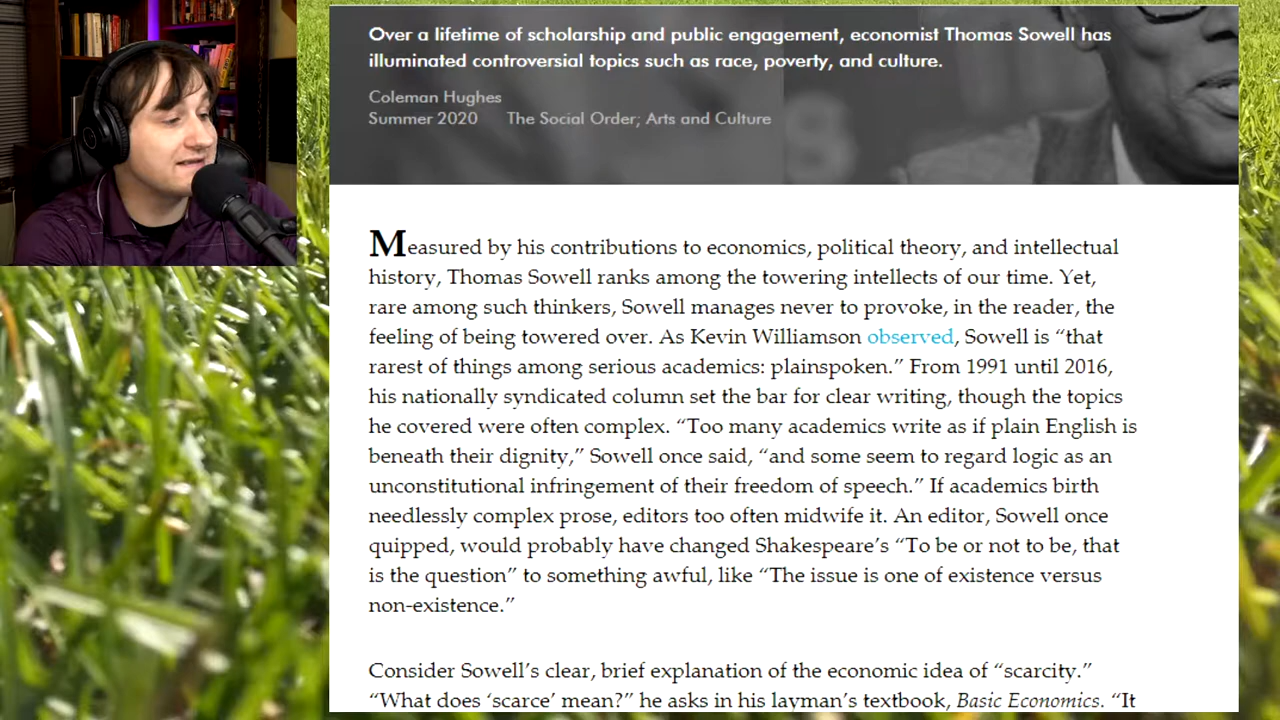 Over a lifetime of scholarship and public engagement, economist Thomas Sowell has
illuminated controversial topics such as race, poverty, and culture.
Coleman Hughes
Summer 2020 The Social Order; Arts and Culture
Measured by his contributions to economics, political theory, and intellectual
history, Thomas Sowell ranks among the towering intellects of our time. Yet,
rare among such thinkers, Sowell manages never to provoke, in the reader, the
feeling of being towered over. As Kevin Williamson observed, Sowell is “that
rarest of things among serious academics: plainspoken.” From 1991 until 2016,
his nationally syndicated column set the bar for clear writing, though the topics
he covered were often complex. “Too many academics write as if plain English is
beneath their dignity,” Sowell once said, “and some seem to regard logic as an
unconstitutional infringement of their freedom of speech.” If academics birth
needlessly complex prose, editors too often midwife it. An editor, Sowell once
quipped, would probably have changed Shakespeare’s “To be or not to be, that
is the question” to something awful, like “The issue is one of existence versus
non-existence.”
Consider Sowell’s clear, brief explanation of the economic idea of “scarcity.”
“What does ‘scarce’ mean?” he asks in his layman’s textbook, Basic Economics. “It